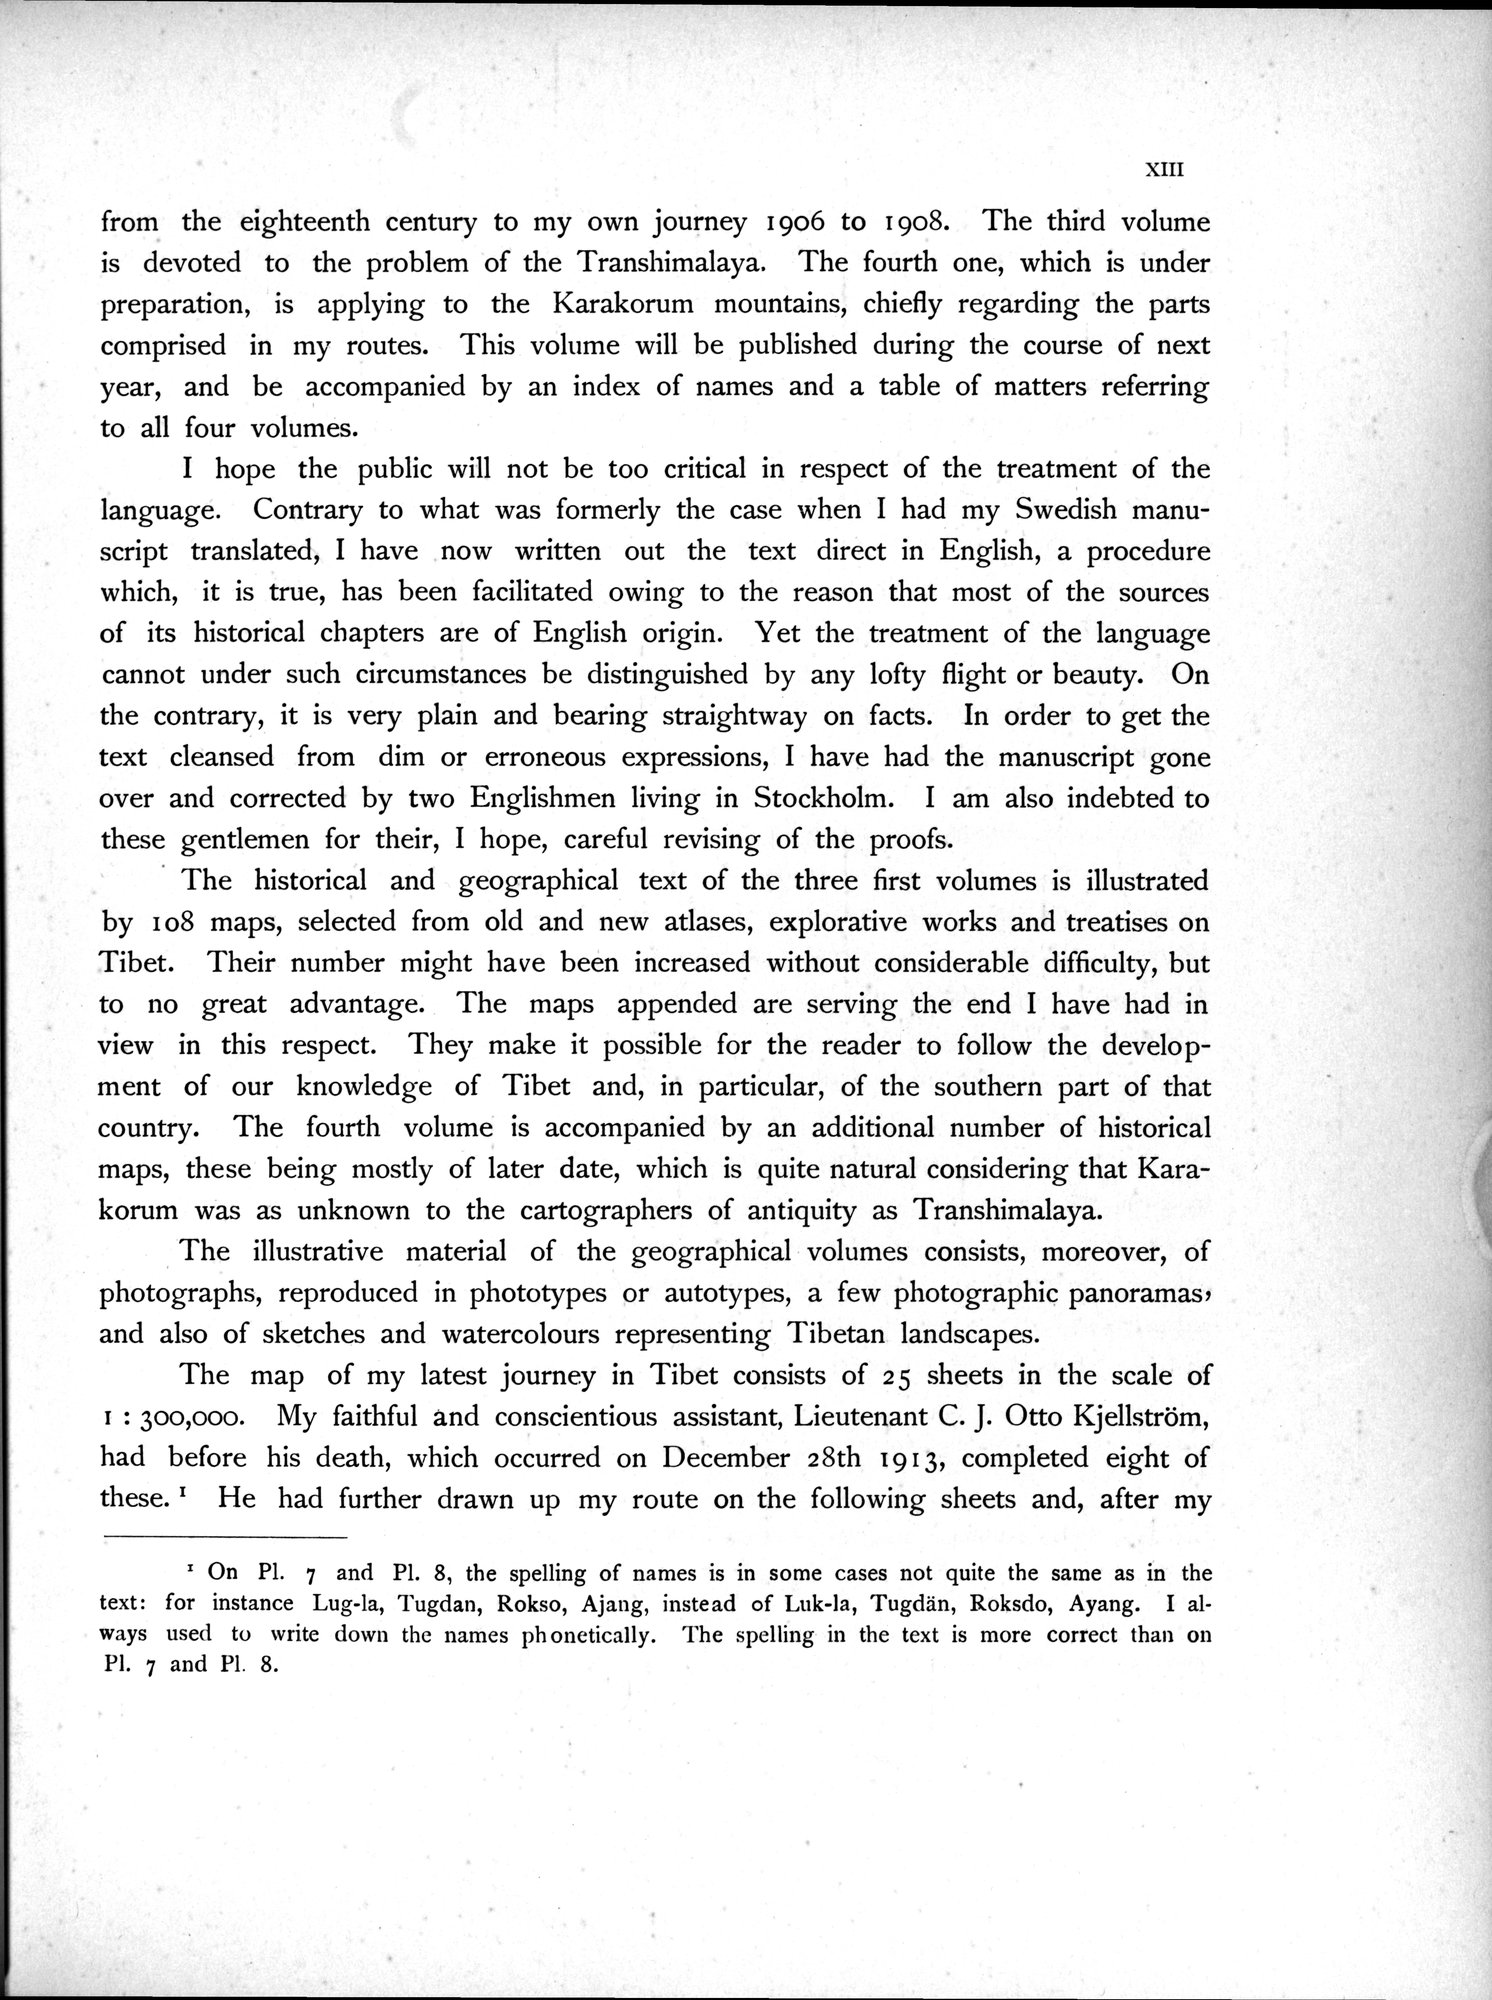 XIII
from the eighteenth century to my own journey 1906 to 1908. The third volume
is devoted to the problem of the Transhimalaya. The fourth one, which is under
preparation, is applying to the Karakorum mountains, chiefly regarding the parts
comprised in my routes. This volume will be published during the course of next
year, and be accompanied by an index of names and a table of matters referring
to all four volumes.
I hope the public will not be too critical in respect of the treatment of the
language. Contrary to what was formerly the case when I had my Swedish manu-
script translated, I have now written out the text direct in English, a procedure
which, it is true, has been facilitated owing to the reason that most of the sources
of its historical chapters are of English origin. Yet the treatment of the language
cannot under such circumstances be distinguished by any lofty flight or beauty. On
the contrary, it is very plain and bearing straightway on facts. In order to get the
text cleansed from dim or erroneous expressions, I have had the manuscript gone
over and corrected by two Englishmen living in Stockholm. I am also indebted to
these gentlemen for their, I hope, careful revising of the proofs.
The historical and geographical text of the three first volumes is illustrated
by 108 maps, selected from old and new atlases, explorative works and treatises on
Tibet. Their number might have been increased without considerable difficulty, but
to no great advantage. The maps appended are serving the end I have had in
view in this respect. They make it possible for the reader to follow the develop-
ment of our knowledge of Tibet and, in particular, of the southern part of that
country. The fourth volume is accompanied by an additional number of historical
maps, these being mostly of later date, which is quite natural considering that Kara-
korum was as unknown to the cartographers of antiquity as Transhimalaya.
The illustrative material of the geographical volumes consists, moreover, of
photographs, reproduced in phototypes or autotypes, a few photographic panoramas,
and also of sketches and watercolours representing Tibetan landscapes.
The map of my latest journey in Tibet consists of 25 sheets in the scale of
1 : 300,000. My faithful and conscientious assistant, Lieutenant C. J. Otto Kjellström,
had before his death, which occurred on December 28th 1913, completed eight of
these. ¹ He had further drawn up my route on the following sheets and, after my
¹ On Pl. 7 and Pl. 8, the spelling of names is in some cases not quite the same as in the
text: for instance Lug-la, Tugdan, Rokso, Ajang, instead of Luk-la, Tugdän, Roksdo, Ayang. I al-
ways used to write down the names phonetically. The spelling in the text is more correct than on
Pl. 7 and Pl. 8.